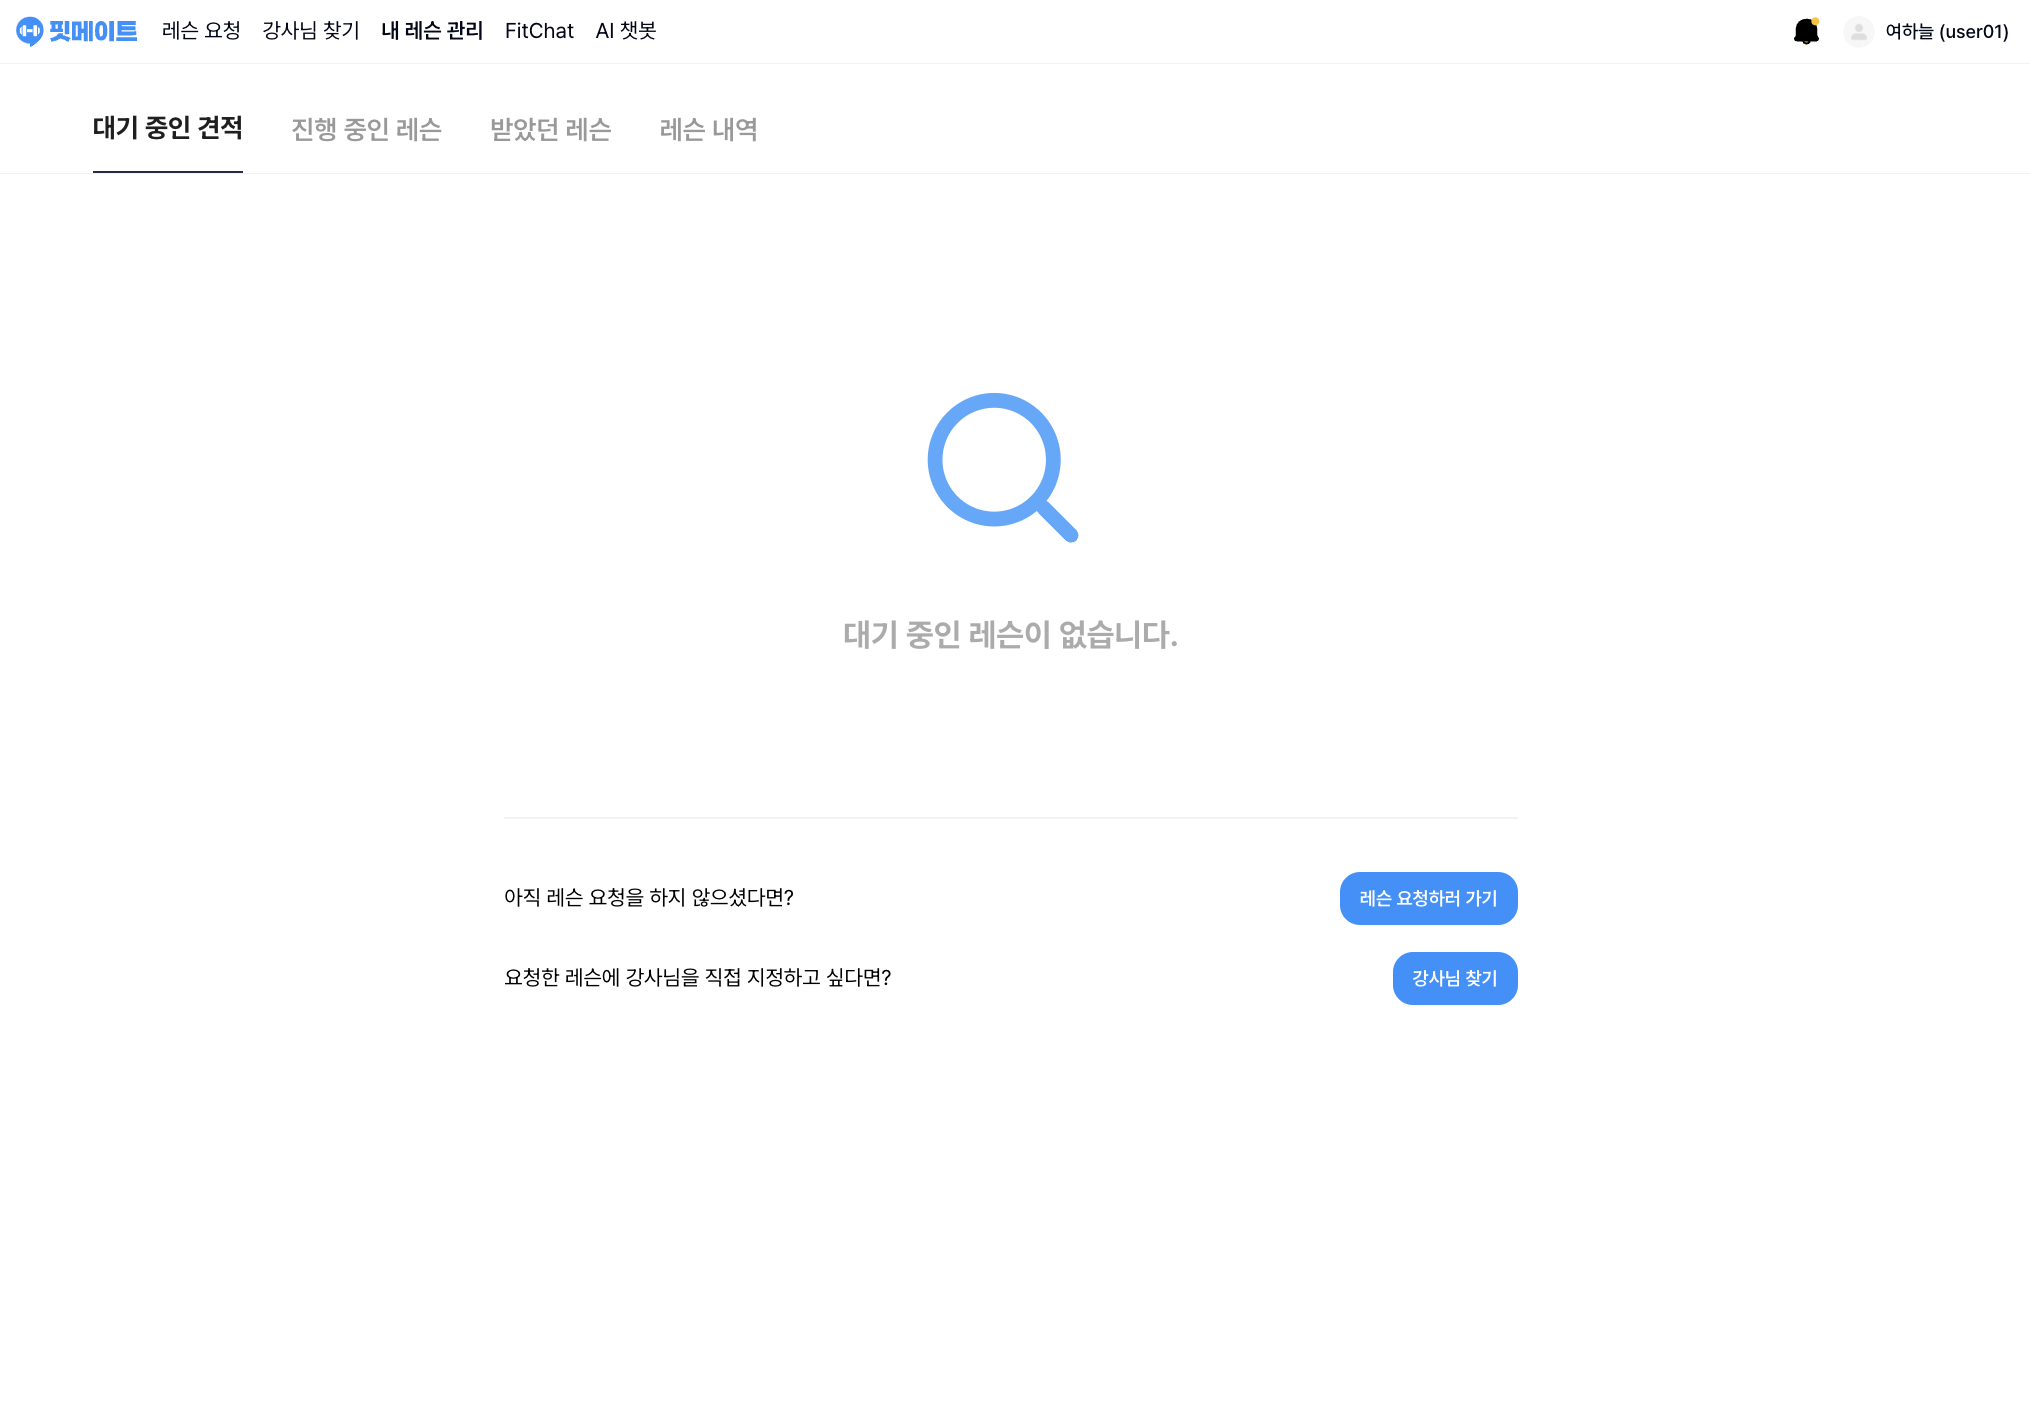 핏메이트 레슨 요청 강사님 찾기 내 레슨 관리 FitChat AI 챗봇 여하늘 (user01)
대기 중인 견적 진행 중인 레슨 받았던 레슨 레슨 내역
대기 중인 레슨이 없습니다.
아직 레슨 요청을 하지 않으셨다면? 레슨 요청하러 가기
요청한 레슨에 강사님을 직접 지정하고 싶다면? 강사님 찾기